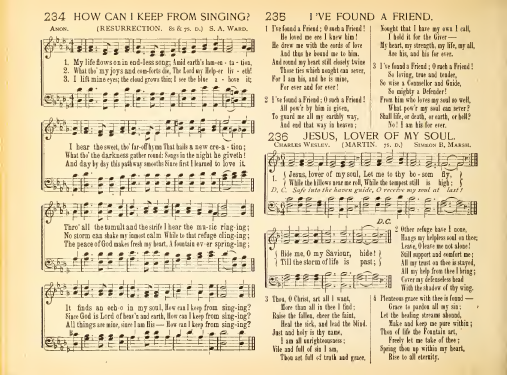 234 HOW CAN I KEEP FROM SINGING?
ANON. (RESURRECTION. 8s & 7s. D.) S. A. WARD.
1. My life flows on in end-less song; Amid earth's lam-en-ta-tion,
2. What tho' my joys and com-forts die, The Lord my Help-er liv-eth!
3. I lift mine eyes; the cloud grows thin; I see the blue a-bove it;
I hear the sweet, tho' far-off hymn That hails a new cre-a-tion;
What tho' the darkness gather round: Songs in the night he giveth!
And day by day this pathway smooths Since first I learned to love it.
Thro' all the tumult and the strife I hear the mu-sic ring-ing;
No storm can shake my inmost calm While to that refuge cling-ing;
The peace of God makes fresh my heart, A fountain ev er spring-ing;
It finds an ech-o in my soul, How can I keep from sing-ing?
Since God is Lord of heav'n and earth, How can I keep from sing-ing?
All things are mine, since I am His— How can I keep from sing-ing?
235 I'VE FOUND A FRIEND.
1 I've found a Friend; O such a Friend!
He loved me ere I knew him!
He drew me with the cords of love
And thus he bound me to him.
And round my heart still closely twine
Those ties which nought can sever,
For I am his, and he is mine,
For ever and for ever!
2 I've found a Friend; O such a Friend!
All pow'r by him is given,
To guard me all my earthly way,
And end that way in heaven;
Nought that I have my own I call,
I hold it for the Giver—
My heart, my strength, my life, my all,
Are his, and his for ever.
3 I've found a Friend; O such a Friend!
So loving, true and tender,
So wise a Counsellor and Guide,
So mighty a Defender!
From him who loves me so well,
What pow'r my soul can sever?
Shall life, or death, or earth, or hell?
No! I am his for ever.
236 JESUS, LOVER OF MY SOUL.
CHARLES WESLEY. (MARTIN. 7s. D.) SIMEON B. MARSH.
1. Jesus, lover of my soul, Let me to thy bo-som fly,
While the billows near me roll, While the tempest still is high;
D. C. Safe into the haven guide, O receive my soul at last!
D.C.
Hide me, O my Saviour, hide!
Till the storm of life is past;
2 Other refuge have I none,
Hangs my helpless soul on thee;
Leave, O leave me not alone!
Still support and comfort me;
All my trust on thee is stayed,
All my help from thee I bring;
Cover my defenseless head
With the shadow of thy wing.
3 Thou, O Christ, art all I want,
More than all in thee I find;
Raise the fallen, cheer the faint,
Heal the sick, and lead the blind.
Just and holy is thy name,
I am all unrighteousness;
Vile and full of sin I am,
Thou art full of truth and grace.
4 Plenteous grace with thee is found—
Grace to pardon all my sin;
Let the healing streams abound,
Make and keep me pure within;
Thou of life the Fountain art,
Freely let me take of thee;
Spring thou up within my heart,
Rise to all eternity.